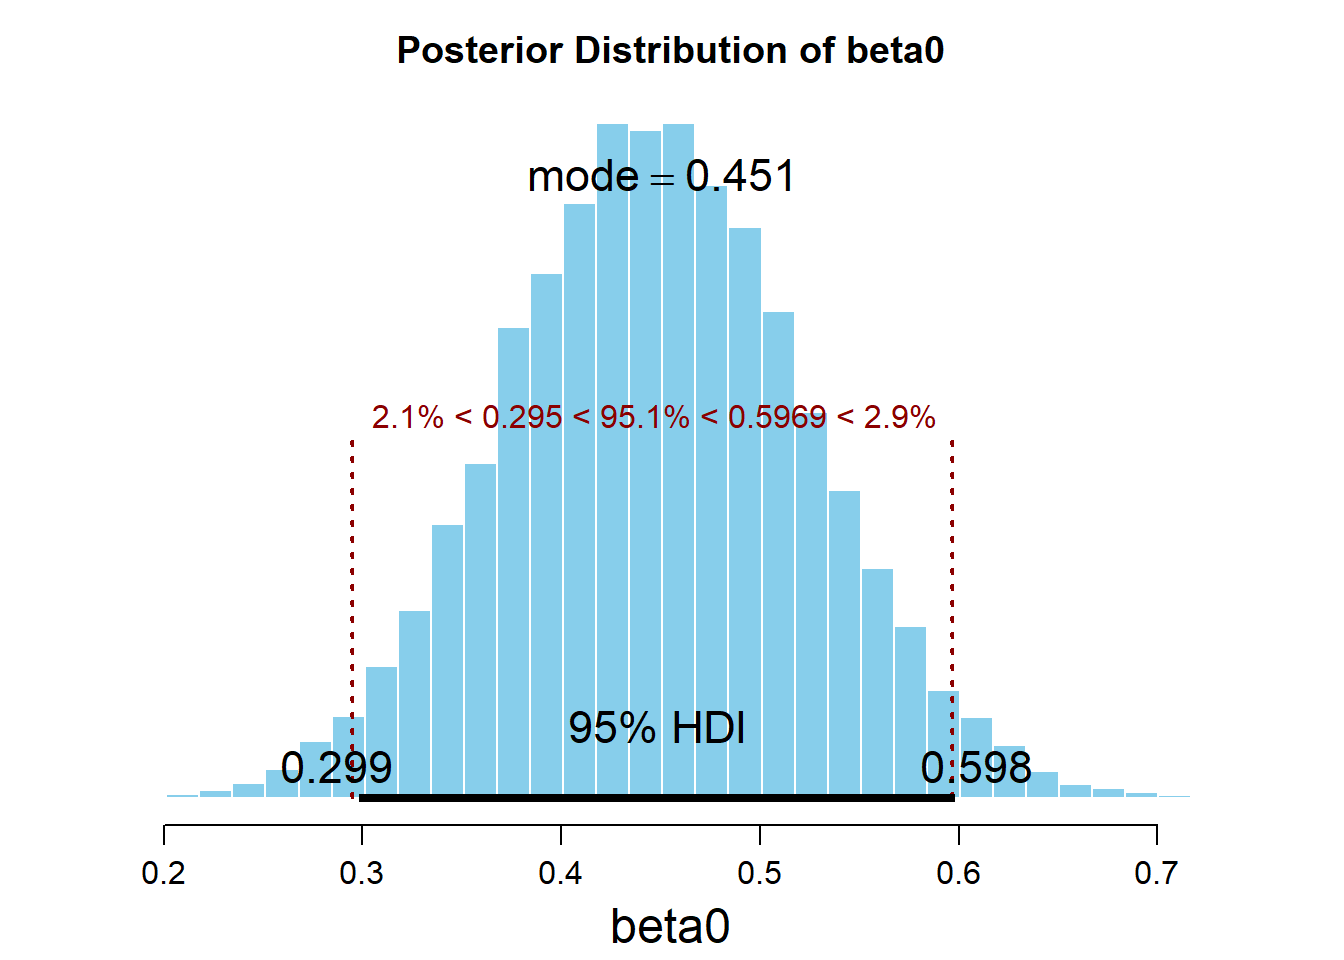 Posterior Distribution of beta0
mode = 0.451
2.1% < 0.295 < 95.1% < 0.5969 < 2.9%
95% HDI
0.299 0.598
0.2 0.3 0.4 0.5 0.6 0.7
beta0